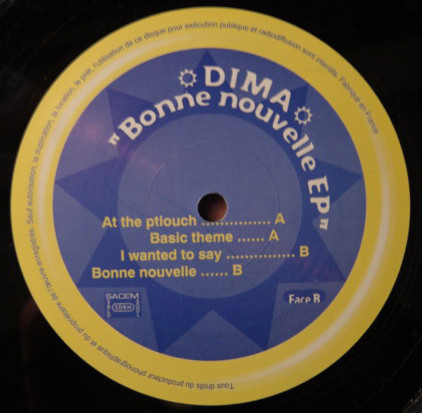 DIMA
"Bonne nouvelle EP"
At the ptiouch ............... A
Basic theme ...... A
I wanted to say ............... B
Bonne nouvelle ...... B
SACEM
SDRM
Face B
Tous droits du producteur phonographique et du propriétaire de l'œuvre enregistrée. Sauf autorisation, la duplication, la location, le prêt, l'utilisation de ce disque pour exécution publique et radiodiffusion sont interdits. Fabriqué en France